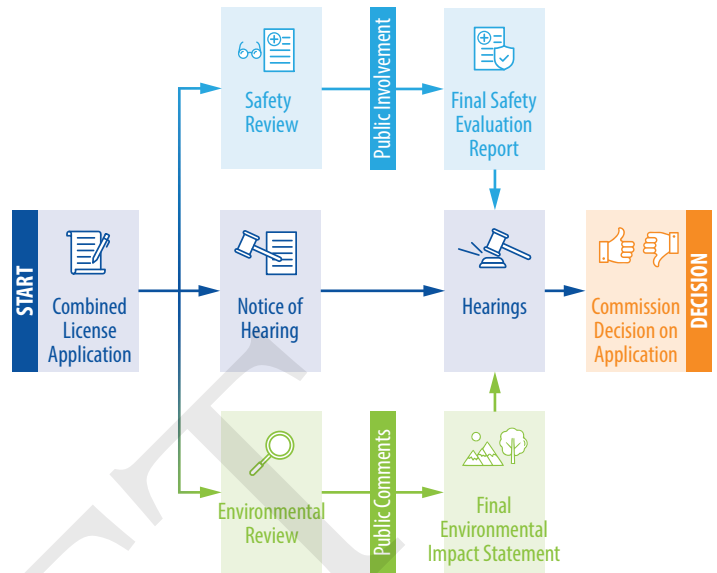 Safety
Review
Public Involvement
Final Safety
Evaluation
Report
START
Combined
License
Application
Notice of
Hearing
Hearings
Commission
Decision on
Application
DECISION
Environmental
Review
Public Comments
Final
Environmental
Impact Statement